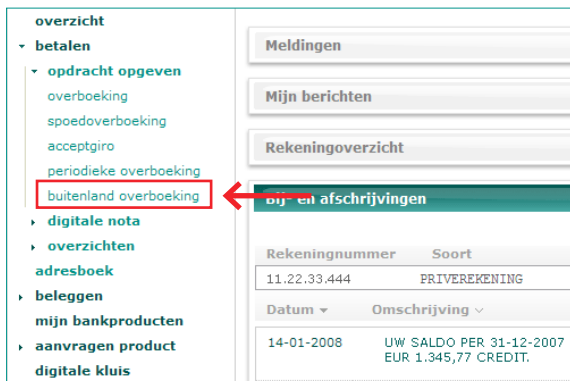 overzicht
betalen
opdracht opgeven
overboeking
spoedoverboeking
acceptgiro
periodieke overboeking
buitenland overboeking
digitale nota
overzichten
adresboek
beleggen
mijn bankproducten
aanvragen product
digitale kluis
Meldingen
Mijn berichten
Rekeningoverzicht
Bij- en afschrijvingen
Rekeningnummer Soort
11.22.33.444 PRIVEREKENING
Datum Omschrijving
14-01-2008 UW SALDO PER 31-12-2007
EUR 1.345,77 CREDIT.